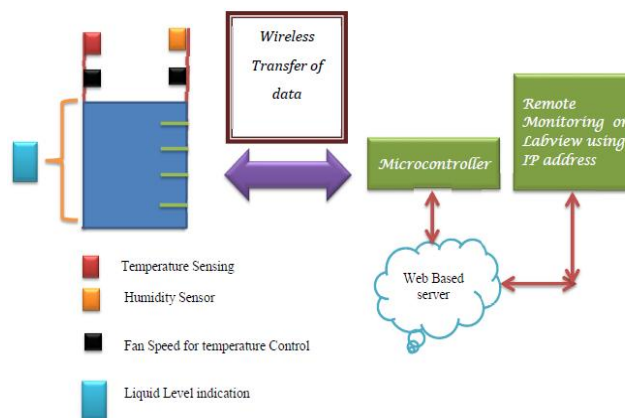 Wireless
Transfer of
data
Remote
Monitoring on
Labview using
IP address
Microcontroller
Web Based
server
Temperature Sensing
Humidity Sensor
Fan Speed for temperature Control
Liquid Level indication